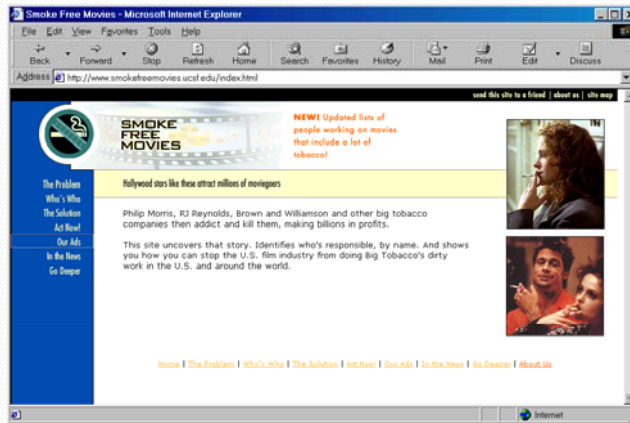 Smoke Free Movies - Microsoft Internet Explorer
File Edit View Favorites Tools Help
Back Forward Stop Refresh Home Search Favorites History Mail Print Edit Discuss
Address http://www.smokefreemovies.ucsf.edu/index.html
send this site to a friend | about us | site map
SMOKE
FREE
MOVIES
NEW! Updated lists of
people working on movies
that include a lot of
tobacco!
Hollywood stars like these attract millions of moviegoers
The Problem
Who's Who
The Solution
Act Now!
Our Ads
In the News
Go Deeper
Philip Morris, RJ Reynolds, Brown and Williamson and other big tobacco
companies then addict and kill them, making billions in profits.
This site uncovers that story. Identifies who's responsible, by name. And shows
you how you can stop the U.S. film industry from doing Big Tobacco's dirty
work in the U.S. and around the world.
Home | The Problem | Who's Who | The Solution | Act Now! | Our Ads | In the News | Go Deeper | About Us
Internet